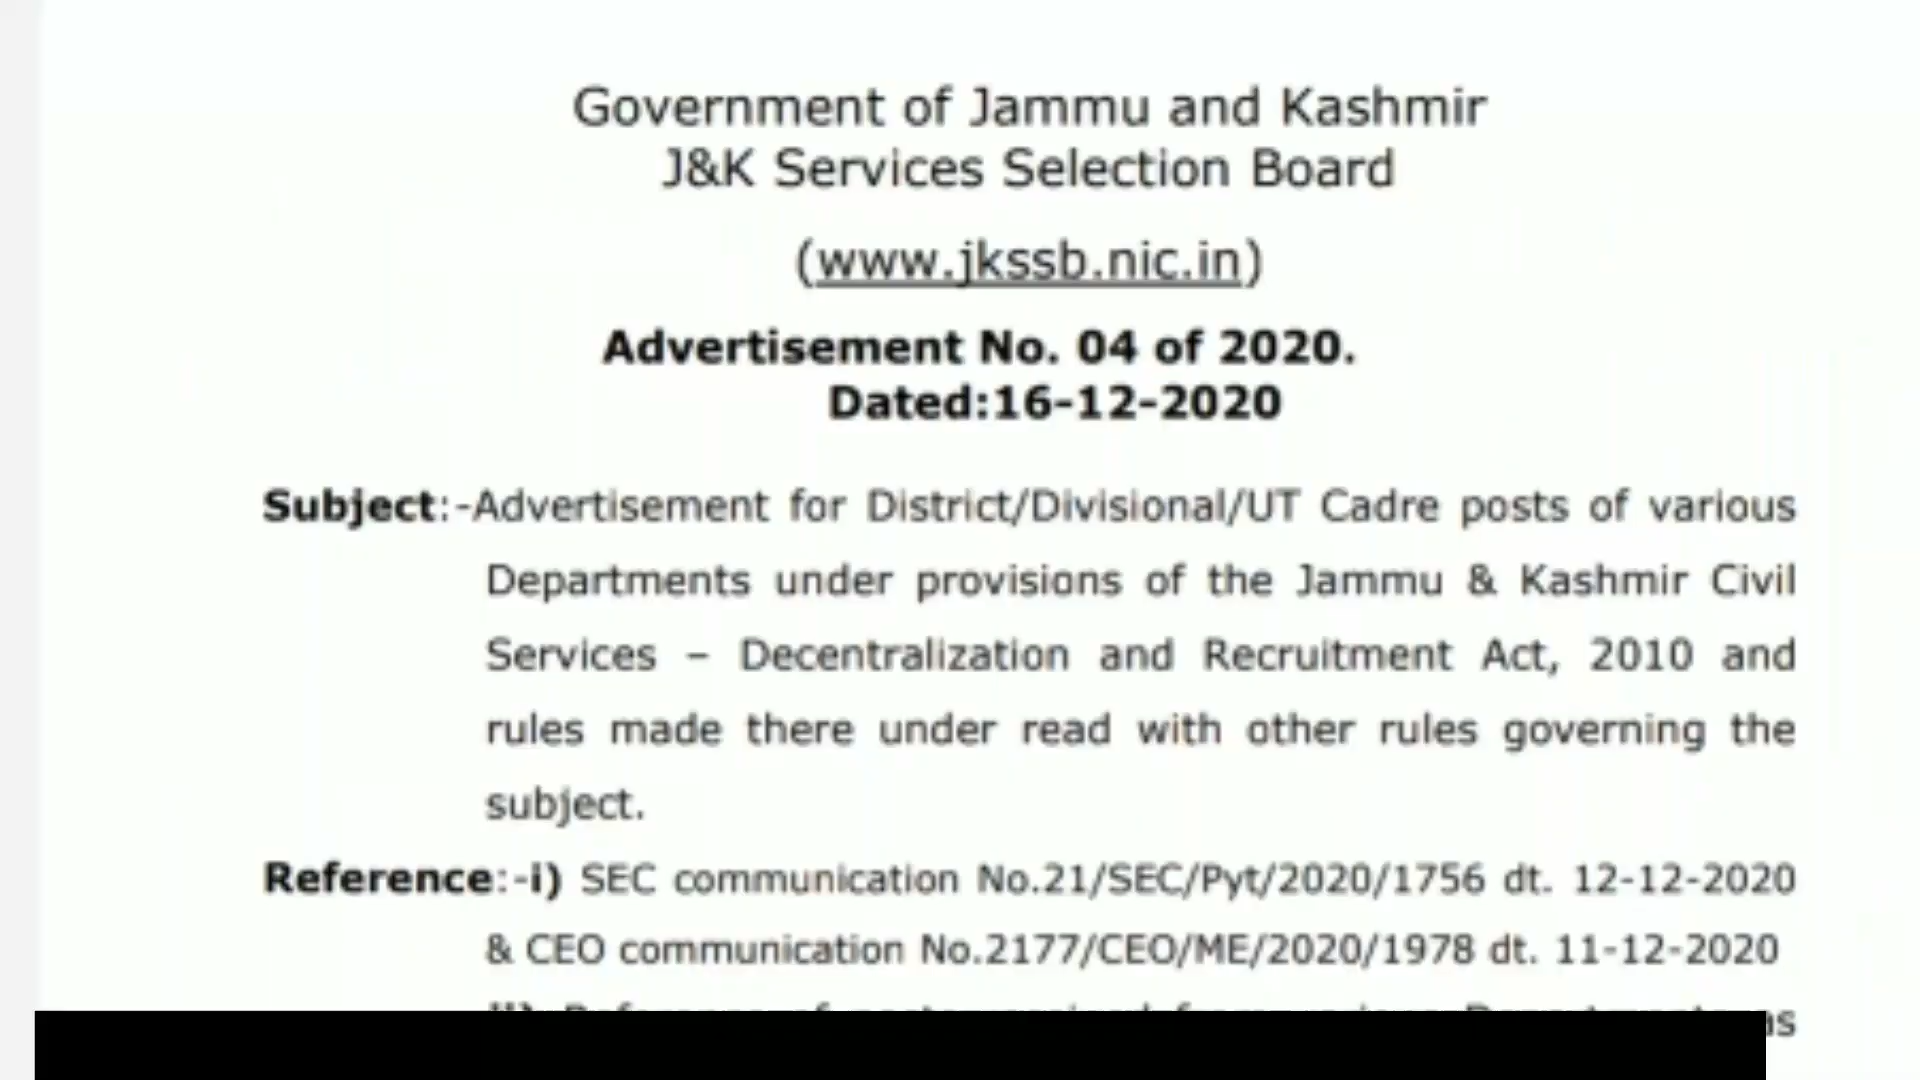 Government of Jammu and Kashmir
J&K Services Selection Board
(www.jkssb.nic.in)
Advertisement No. 04 of 2020.
Dated:16-12-2020
Subject:-Advertisement for District/Divisional/UT Cadre posts of various
Departments under provisions of the Jammu & Kashmir Civil
Services – Decentralization and Recruitment Act, 2010 and
rules made there under read with other rules governing the
subject.
Reference:-i) SEC communication No.21/SEC/Pyt/2020/1756 dt. 12-12-2020
& CEO communication No.2177/CEO/ME/2020/1978 dt. 11-12-2020